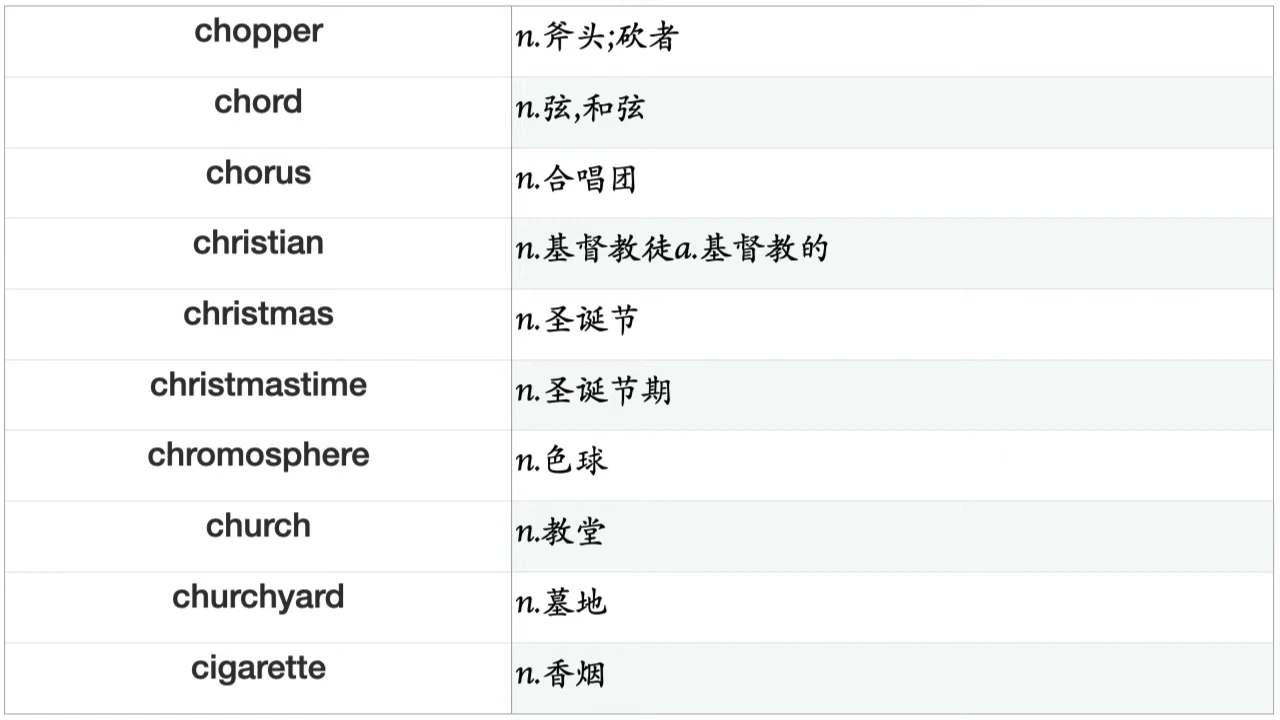 chopper n.斧头;砍者
chord n.弦,和弦
chorus n.合唱团
christian n.基督教徒a.基督教的
christmas n.圣诞节
christmastime n.圣诞节期
chromosphere n.色球
church n.教堂
churchyard n.墓地
cigarette n.香烟